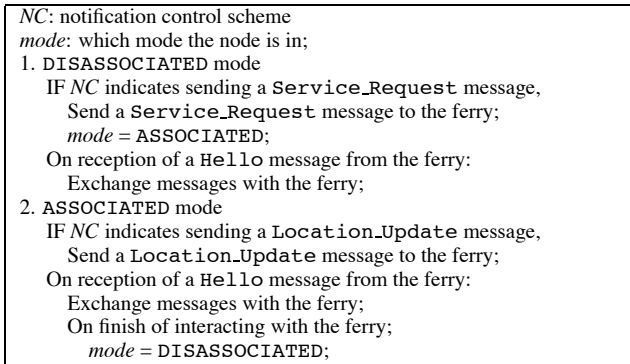 NC: notification control scheme
mode: which mode the node is in;
1. DISASSOCIATED mode
IF NC indicates sending a Service_Request message,
Send a Service_Request message to the ferry;
mode = ASSOCIATED;
On reception of a Hello message from the ferry:
Exchange messages with the ferry;
2. ASSOCIATED mode
IF NC indicates sending a Location_Update message,
Send a Location_Update message to the ferry;
On reception of a Hello message from the ferry:
Exchange messages with the ferry;
On finish of interacting with the ferry;
mode = DISASSOCIATED;